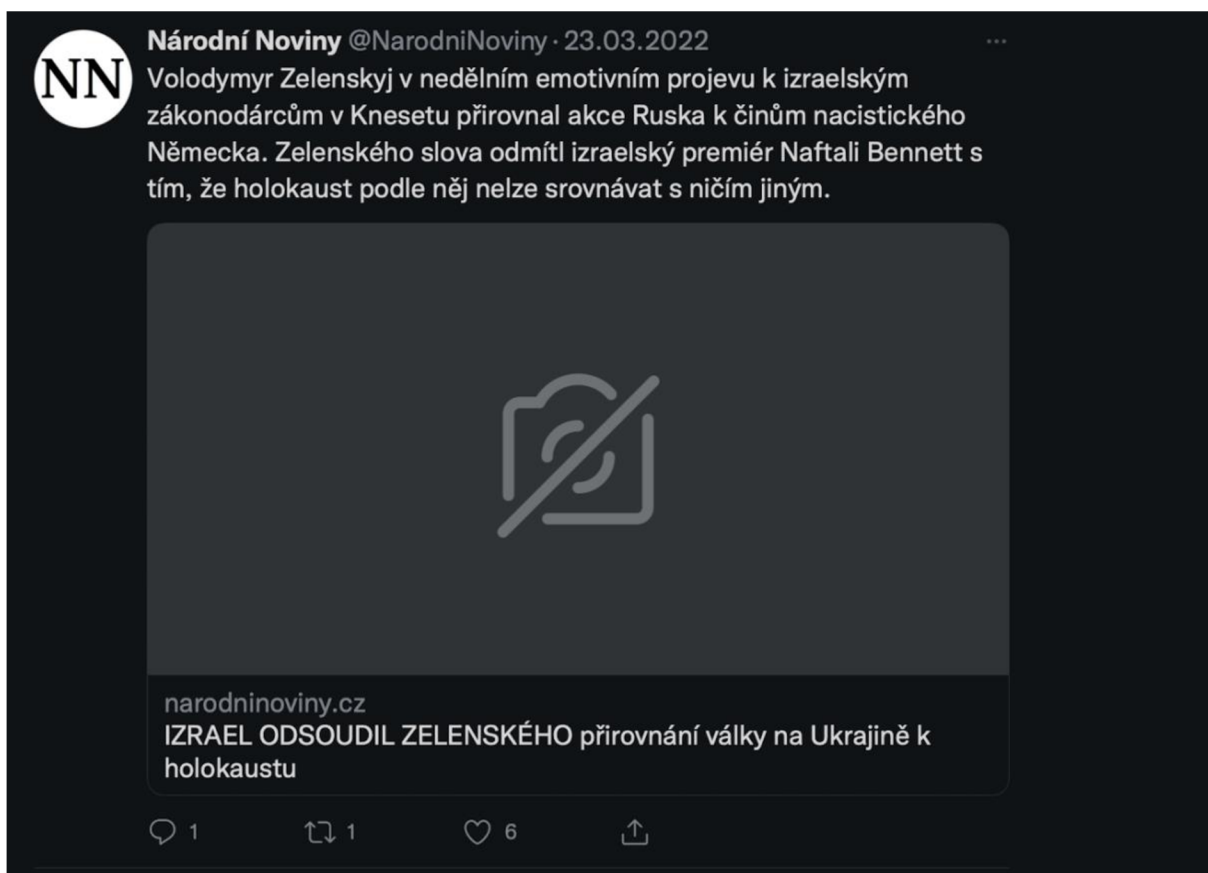 NN
Národní Noviny @NarodniNoviny · 23.03.2022
Volodymyr Zelenskyj v nedělním emotivním projevu k izraelským
zákonodárcům v Knesetu přirovnal akce Ruska k činům nacistického
Německa. Zelenského slova odmítl izraelský premiér Naftali Bennett s
tím, že holokaust podle něj nelze srovnávat s ničím jiným.
narodninoviny.cz
IZRAEL ODSOUDIL ZELENSKÉHO přirovnání války na Ukrajině k
holokaustu
1 1 6